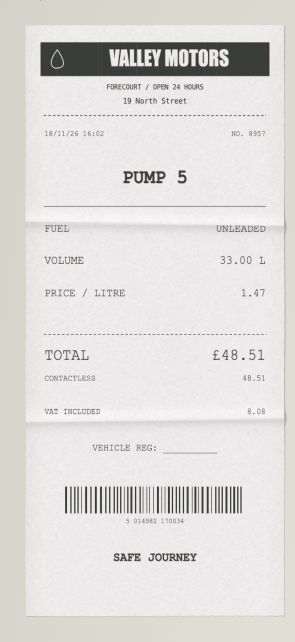 VALLEY MOTORS
FORECOURT / OPEN 24 HOURS
19 North Street
18/11/26 16:02 NO. 8957
PUMP 5
FUEL UNLEADED
VOLUME 33.00 L
PRICE / LITRE 1.47
TOTAL £48.51
CONTACTLESS 48.51
VAT INCLUDED 8.08
VEHICLE REG: __________
5 014982 170034
SAFE JOURNEY